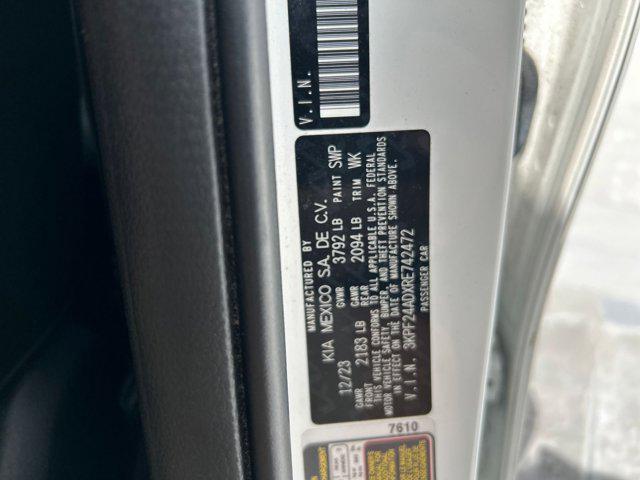 V.I.N.
MANUFACTURED BY
KIA MEXICO S.A. DE C.V.
12/23 GVWR 3792 LB PAINT SWP
GAWR FRONT 2183 LB GAWR REAR 2094 LB TRIM WK
THIS VEHICLE CONFORMS TO ALL APPLICABLE U.S.A. FEDERAL
MOTOR VEHICLE SAFETY, BUMPER, AND THEFT PREVENTION STANDARDS
IN EFFECT ON THE DATE OF MANUFACTURE SHOWN ABOVE.
V.I.N. 3KPF24ADXRE742472
PASSENGER CAR
7610